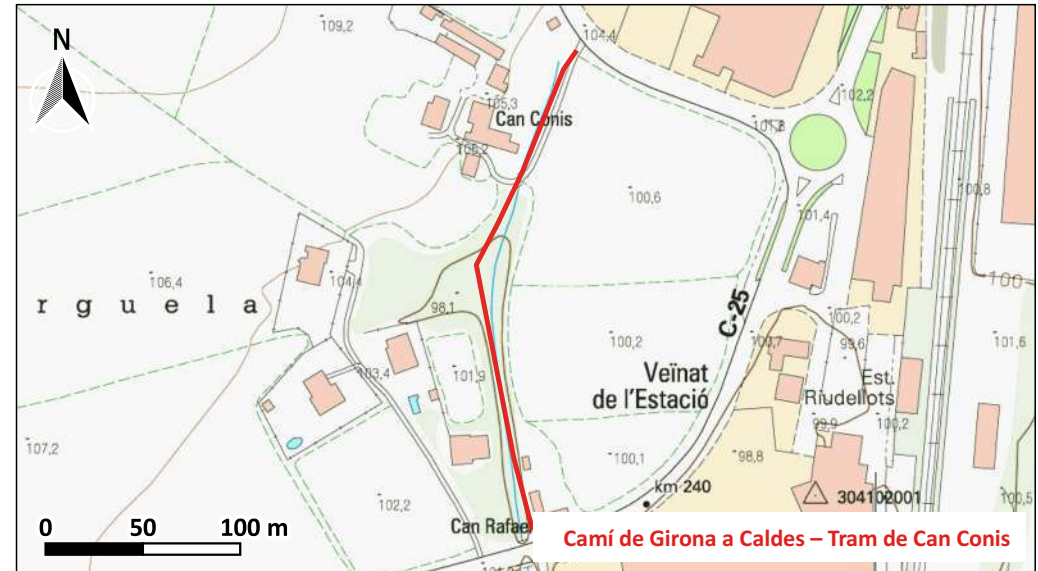 109,2
104,4
N
105,3
102,2
Can Conis
101,8
105,2
100,8
100,6
101,4
106,4
104,4
100
r g u e l a
98,1
C-25
100,2
100,2
100,7
99,6
101,6
103,4
101,9
Veïnat
de l'Estació
Est.
Riudellots
99,9
100,2
107,2
100,1
98,8
km 240
304102001
100,5
102,2
0 50 100 m
Can Rafael
Camí de Girona a Caldes – Tram de Can Conis